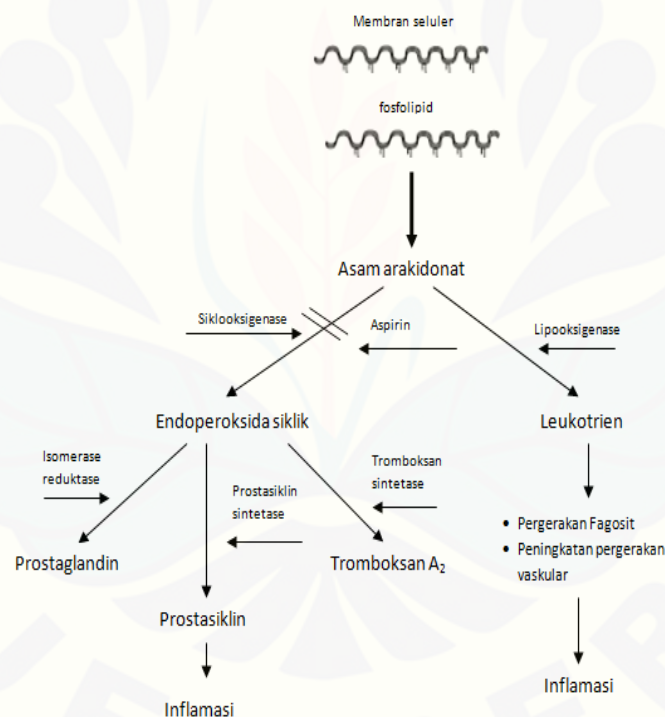 Membran seluler
fosfolipid
Asam arakidonat
Siklooksigenase
Aspirin
Lipooksigenase
Endoperoksida siklik
Leukotrien
Isomerase
reduktase
Prostasiklin
sintetase
Tromboksan
sintetase
• Pergerakan Fagosit
• Peningkatan pergerakan
vaskular
Prostaglandin
Tromboksan A₂
Prostasiklin
Inflamasi
Inflamasi